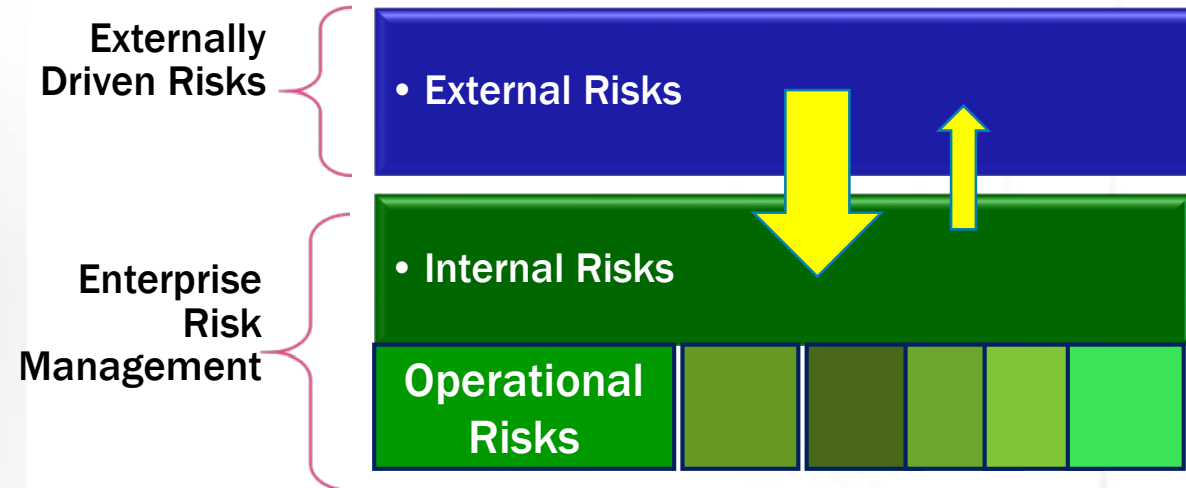 Externally
Driven Risks
• External Risks
Enterprise
Risk
Management
• Internal Risks
Operational
Risks